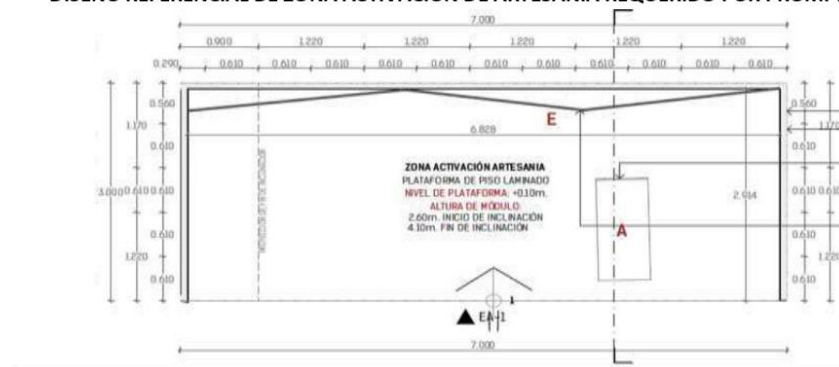 7.000
0.900 1.220 1.220 1.220 1.220 1.220
0.290 0.610 0.610 0.610 0.610 0.610 0.610 0.610 0.610 0.610 0.610 0.610
0.560 0.560
1.170 1.170
E
0.610 6.828 0.610
ZONA ACTIVACIÓN ARTESANIA
PLATAFORMA DE PISO LAMINADO
3.000 0.610 0.610 NIVEL DE PLATAFORMA: +0.10m. 2.914 0.610 0.610
ALTURA DE MÓDULO:
2.60m. INICIO DE INCLINACIÓN
4.10m. FIN DE INCLINACIÓN
A
0.610 0.610
1.220 1.220
0.610 0.610
1
EA-1
7.000